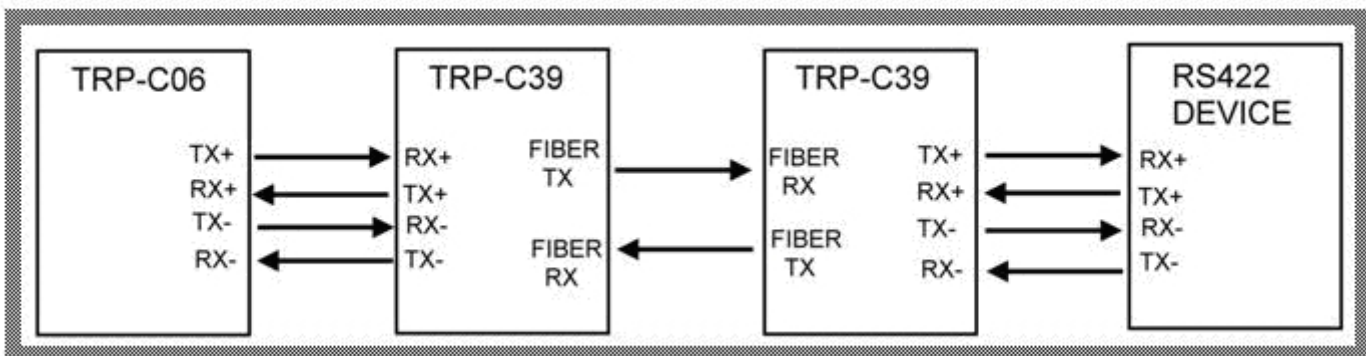 TRP-C06
TX+
RX+
TX-
RX-
TRP-C39
RX+
TX+
RX-
TX-
FIBER
TX
FIBER
RX
TRP-C39
FIBER
RX
FIBER
TX
TX+
RX+
TX-
RX-
RS422
DEVICE
RX+
TX+
RX-
TX-